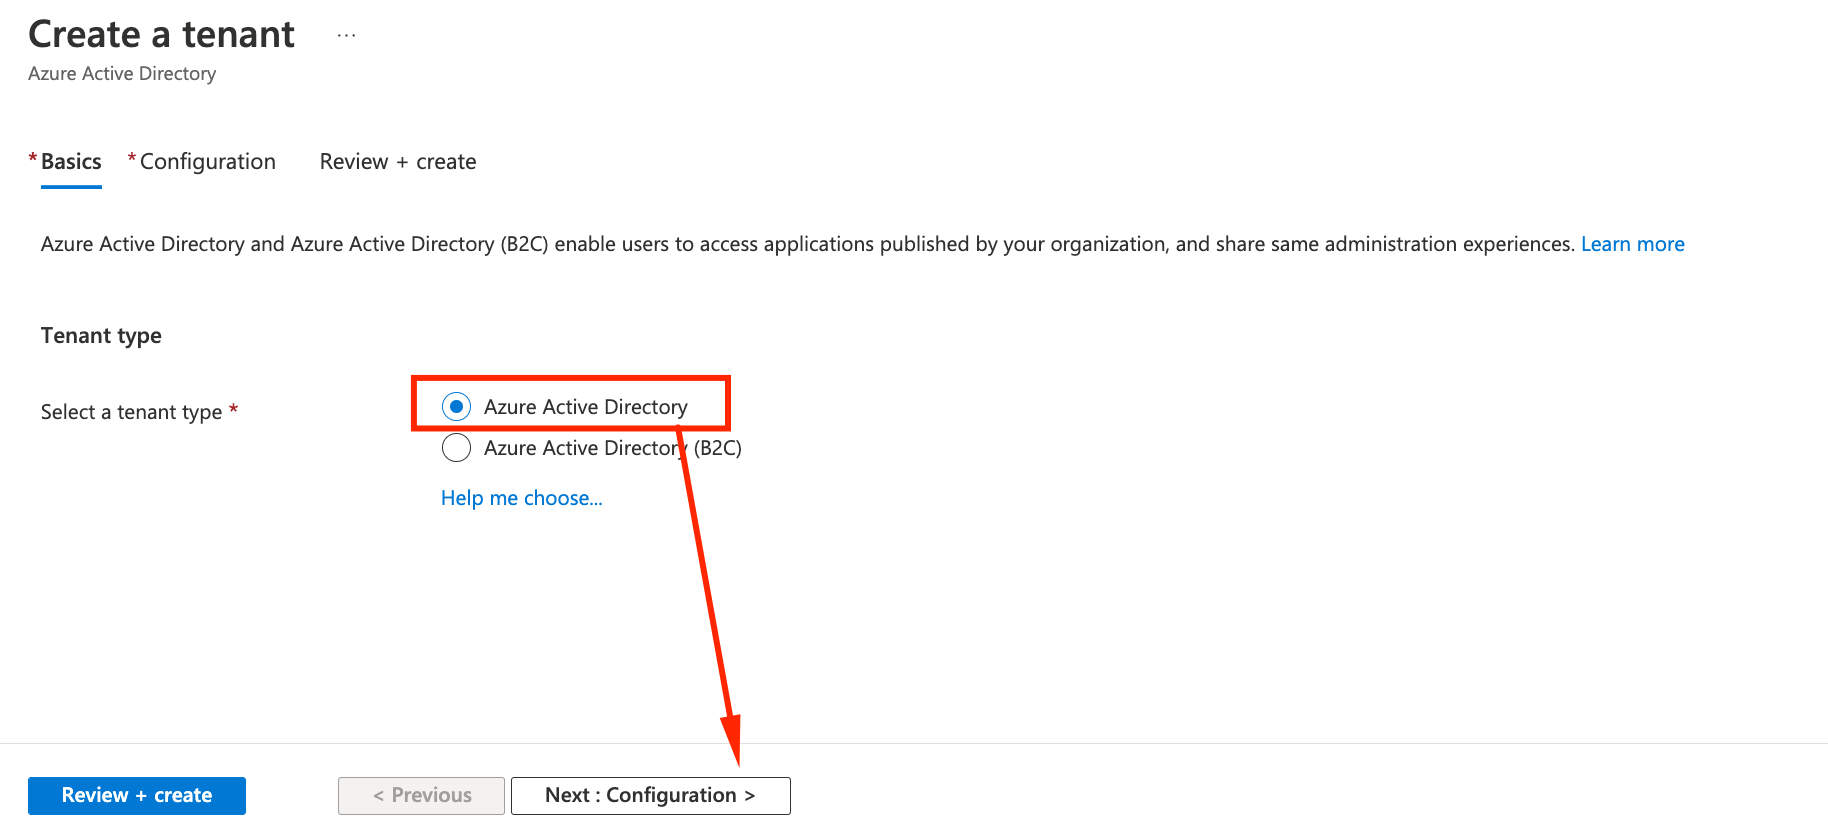 Create a tenant ...
Azure Active Directory
* Basics * Configuration Review + create
Azure Active Directory and Azure Active Directory (B2C) enable users to access applications published by your organization, and share same administration experiences. Learn more
Tenant type
Select a tenant type *
Azure Active Directory
Azure Active Directory (B2C)
Help me choose...
Review + create < Previous Next : Configuration >